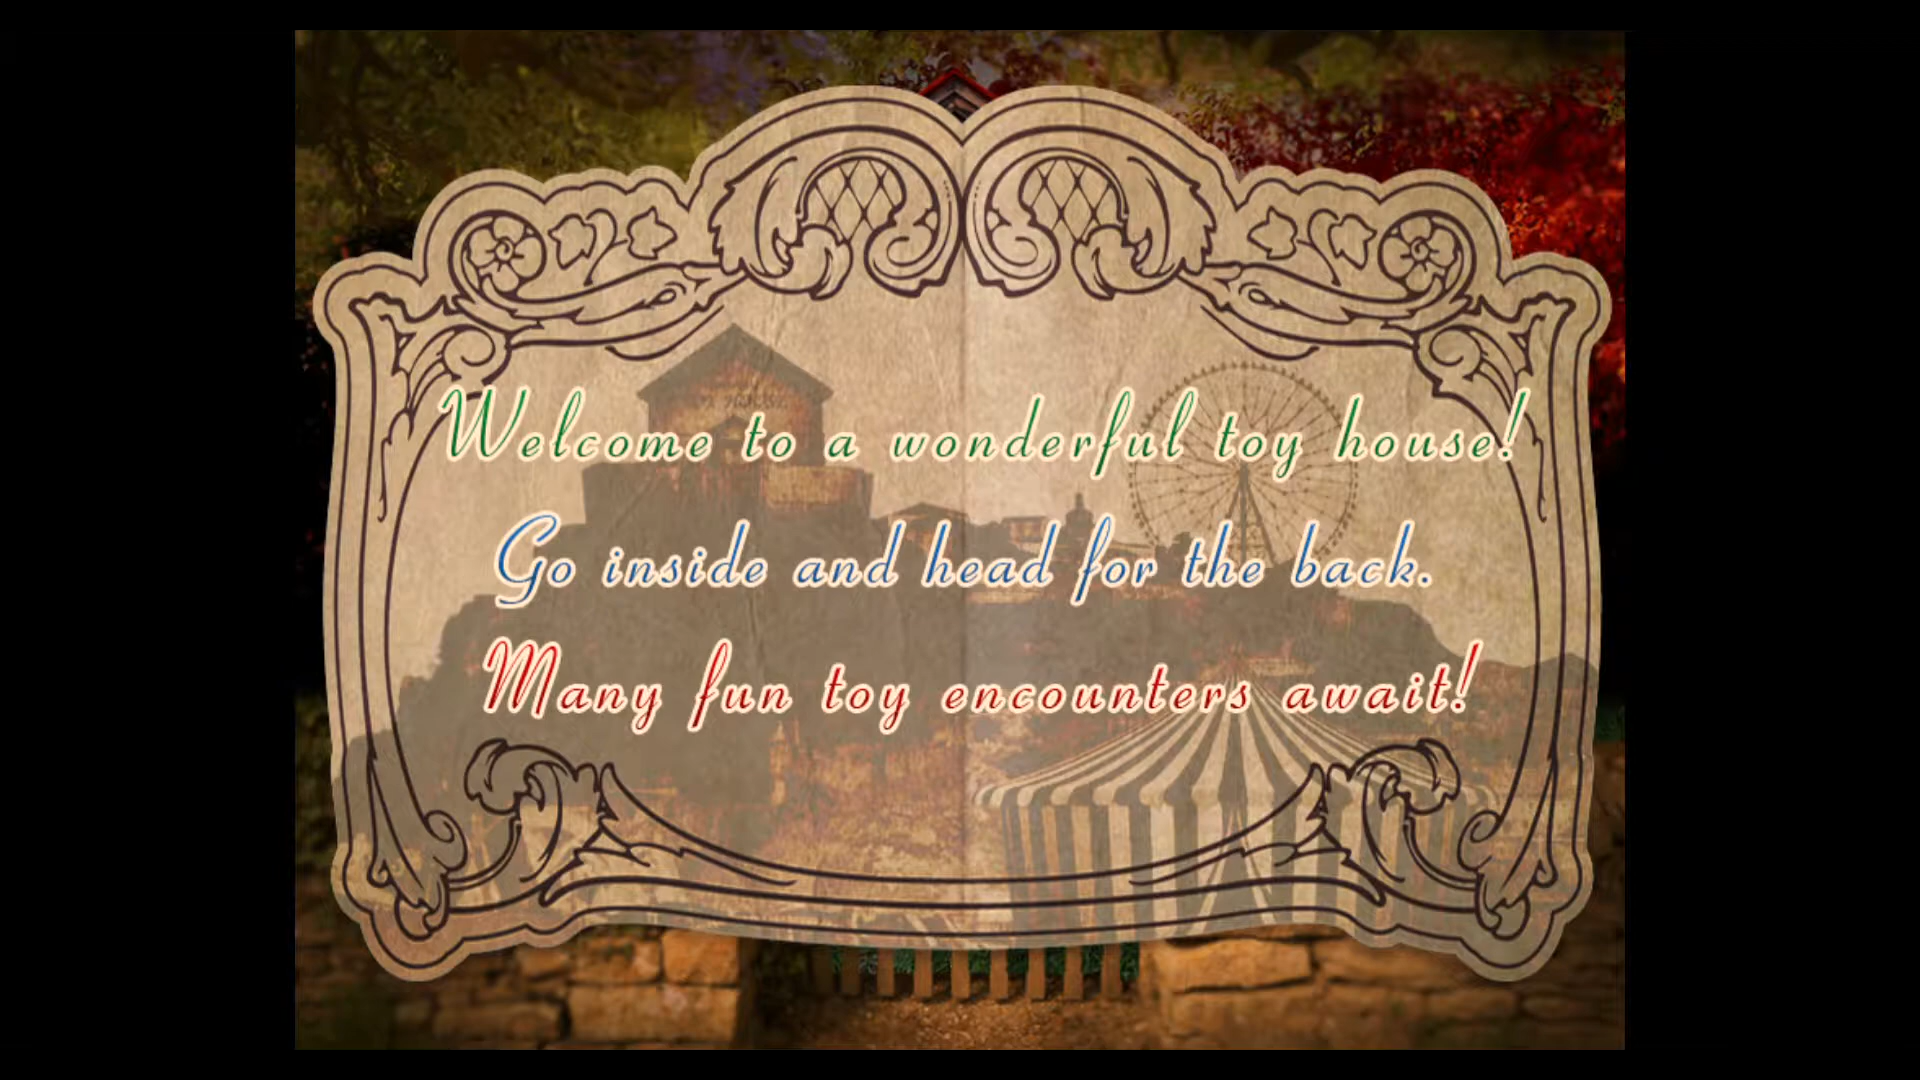 Welcome to a wonderful toy house!
Go inside and head for the back.
Many fun toy encounters await!